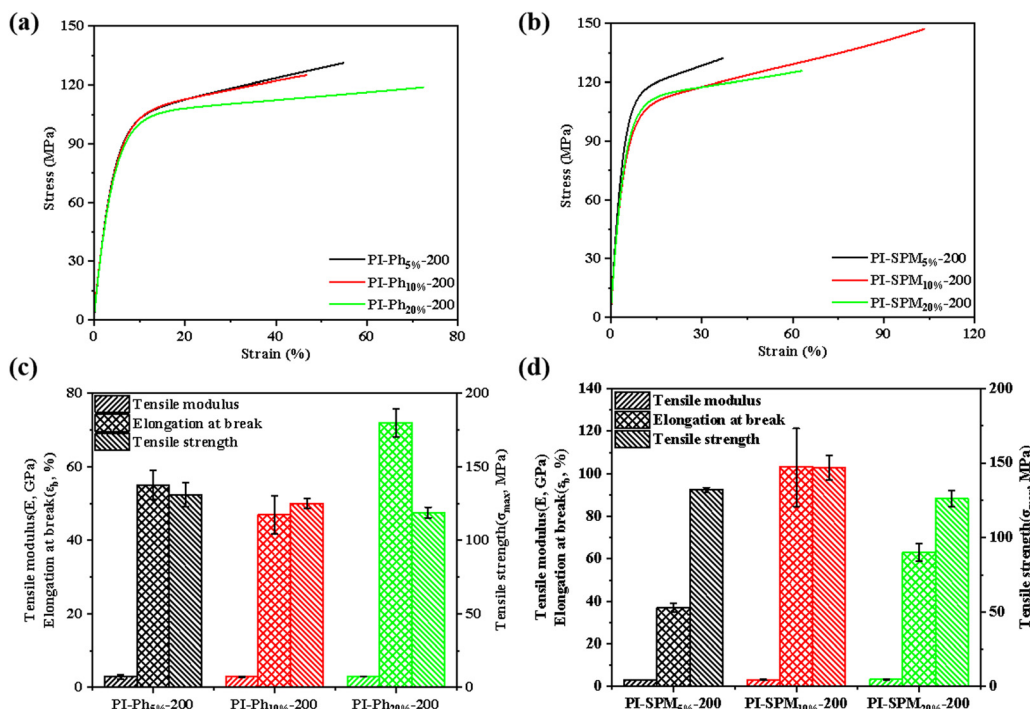 (a)
150
120
90
60
30
0
Stress (MPa)
PI-Ph5%-200
PI-Ph10%-200
PI-Ph20%-200
0 20 40 60 80
Strain (%)
(b)
150
120
90
60
30
0
Stress (MPa)
PI-SPM5%-200
PI-SPM10%-200
PI-SPM20%-200
0 30 60 90 120
Strain (%)
(c)
80
60
40
20
0
Tensile modulus(E, GPa)
Elongation at break(εb, %)
Tensile modulus
Elongation at break
Tensile strength
200
150
100
50
0
Tensile strength(σmax, MPa)
PI-Ph5%-200 PI-Ph10%-200 PI-Ph20%-200
(d)
140
120
100
80
60
40
20
0
Tensile modulus(E, GPa)
Elongation at break(εb, %)
Tensile modulus
Elongation at break
Tensile strength
200
150
100
50
0
Tensile strength(σmax, MPa)
PI-SPM5%-200 PI-SPM10%-200 PI-SPM20%-200